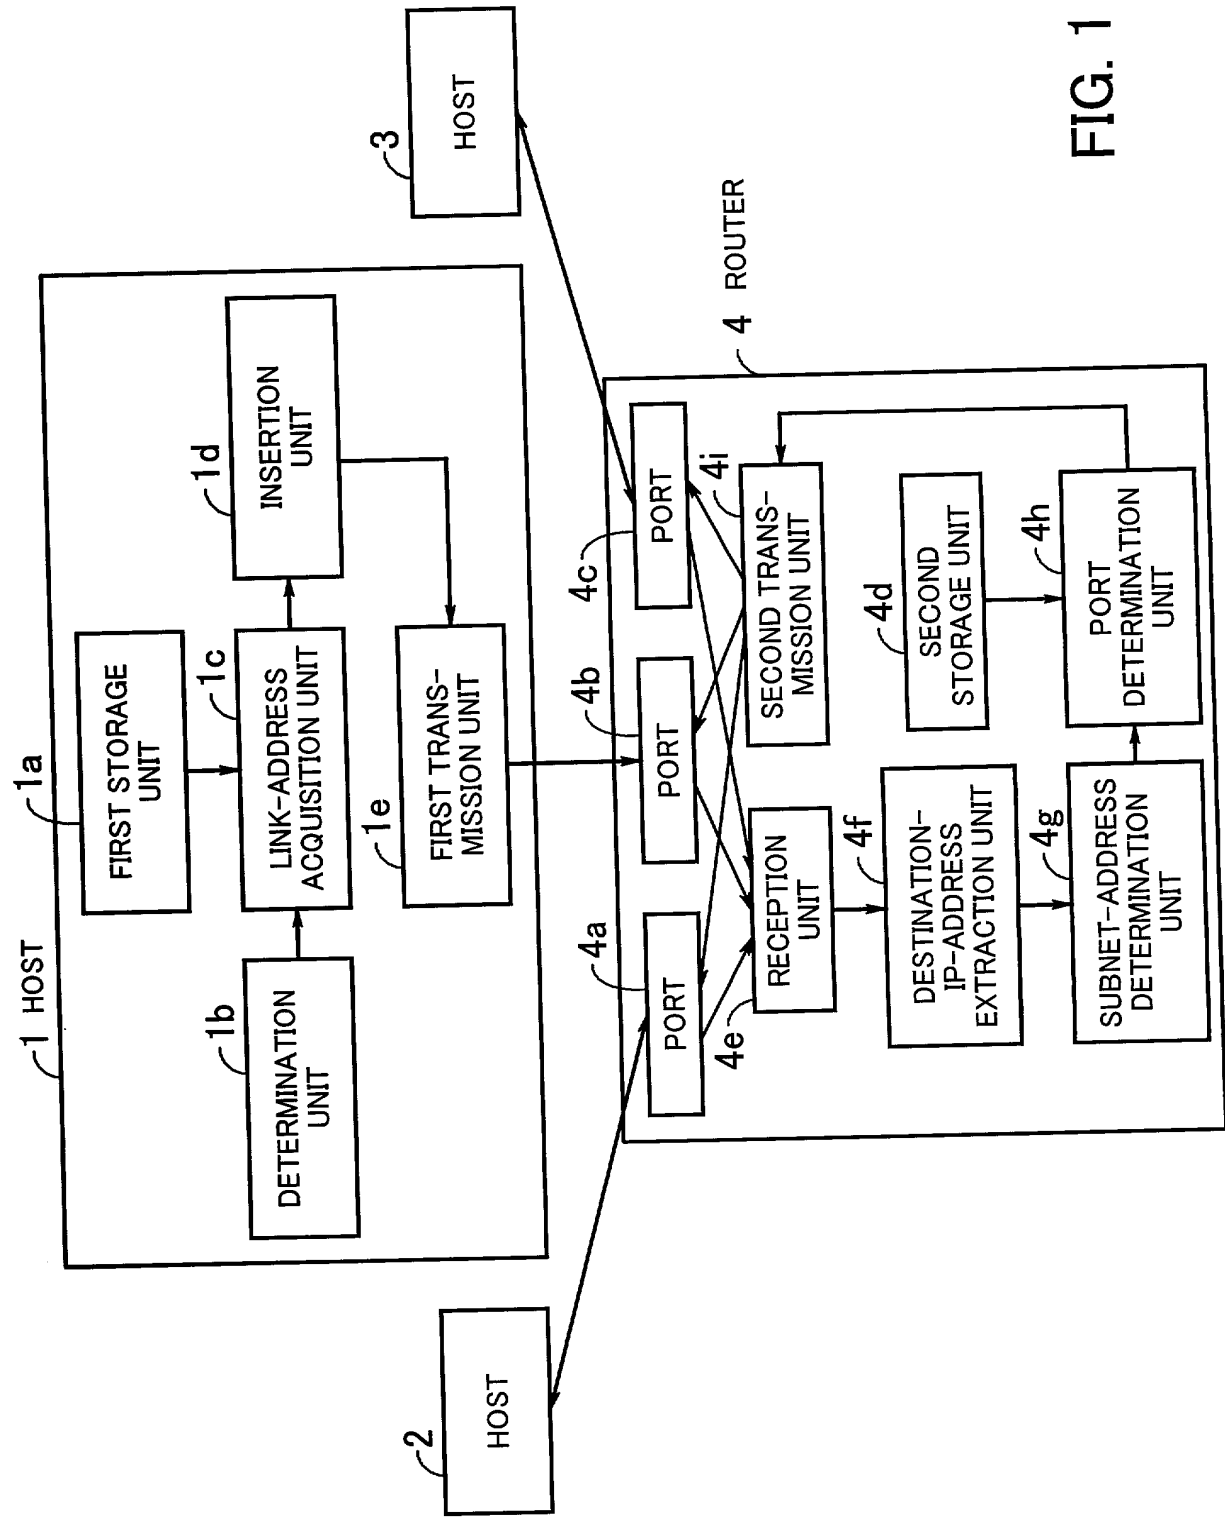 1 HOST
1a
FIRST STORAGE
UNIT
1b
DETERMINATION
UNIT
1c
LINK-ADDRESS
ACQUISITION UNIT
1d
INSERTION
UNIT
1e
FIRST TRANS-
MISSION UNIT
2
HOST
3
HOST
4 ROUTER
4a
PORT
4b
PORT
4c
PORT
4e
RECEPTION
UNIT
4i
SECOND TRANS-
MISSION UNIT
4f
DESTINATION-
IP-ADDRESS
EXTRACTION UNIT
4d
SECOND
STORAGE UNIT
4g
SUBNET-ADDRESS
DETERMINATION
UNIT
4h
PORT
DETERMINATION
UNIT
FIG. 1